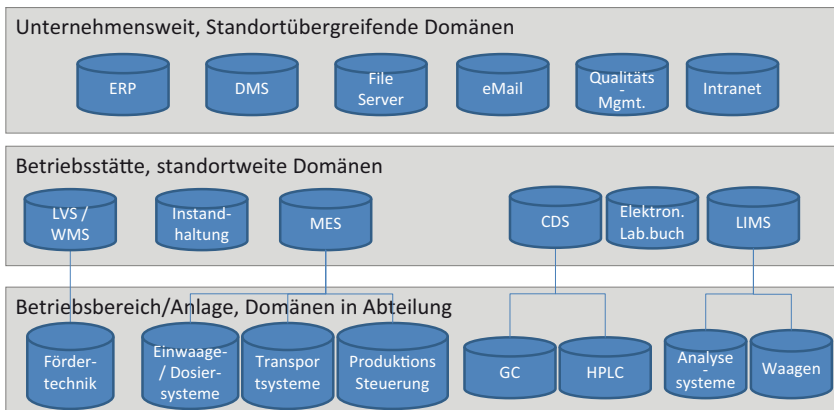 Unternehmensweit, Standortübergreifende Domänen
ERP
DMS
File
Server
eMail
Qualitäts
-
Mgmt.
Intranet
Betriebsstätte, standortweite Domänen
LVS /
WMS
Instand-
haltung
MES
CDS
Elektron.
Lab.buch
LIMS
Betriebsbereich/Anlage, Domänen in Abteilung
Förder-
technik
Einwaage-
/ Dosier-
systeme
Transpor
tsysteme
Produktions
Steuerung
GC
HPLC
Analyse
-
systeme
Waagen